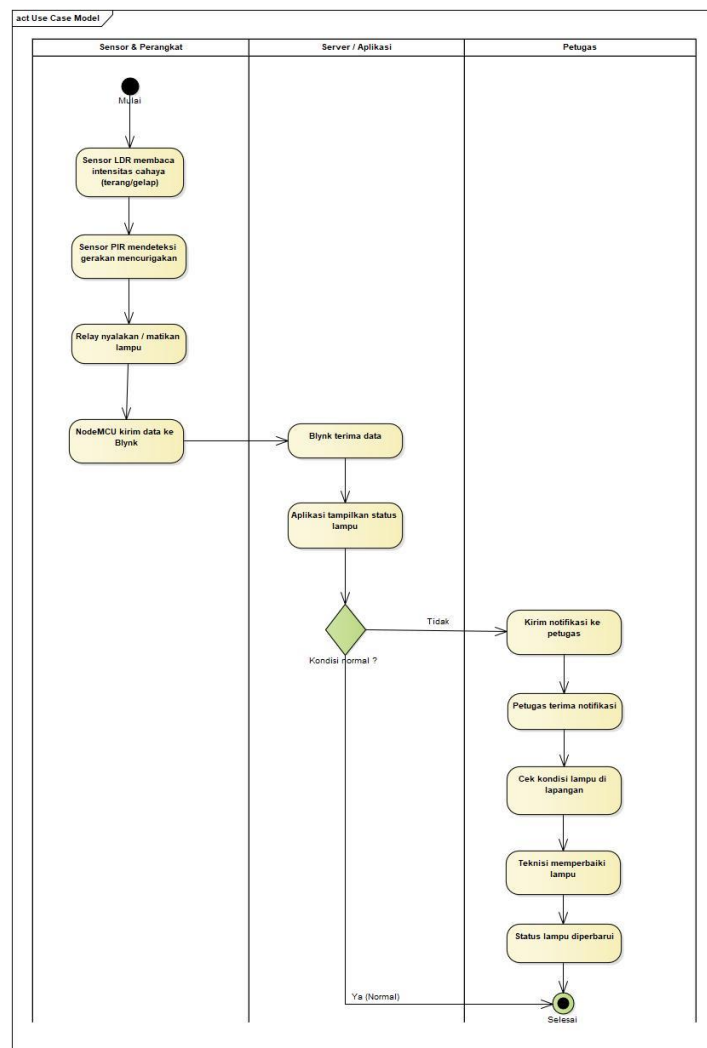 act Use Case Model
Sensor & Perangkat
Server / Aplikasi
Petugas
Mulai
Sensor LDR membaca
intensitas cahaya
(terang/gelap)
Sensor PIR mendeteksi
gerakan mencurigakan
Relay nyalakan / matikan
lampu
NodeMCU kirim data ke
Blynk
Blynk terima data
Aplikasi tampilkan status
lampu
Kondisi normal ?
Tidak
Kirim notifikasi ke
petugas
Petugas terima notifikasi
Cek kondisi lampu di
lapangan
Teknisi memperbaiki
lampu
Status lampu diperbarui
Ya (Normal)
Selesai